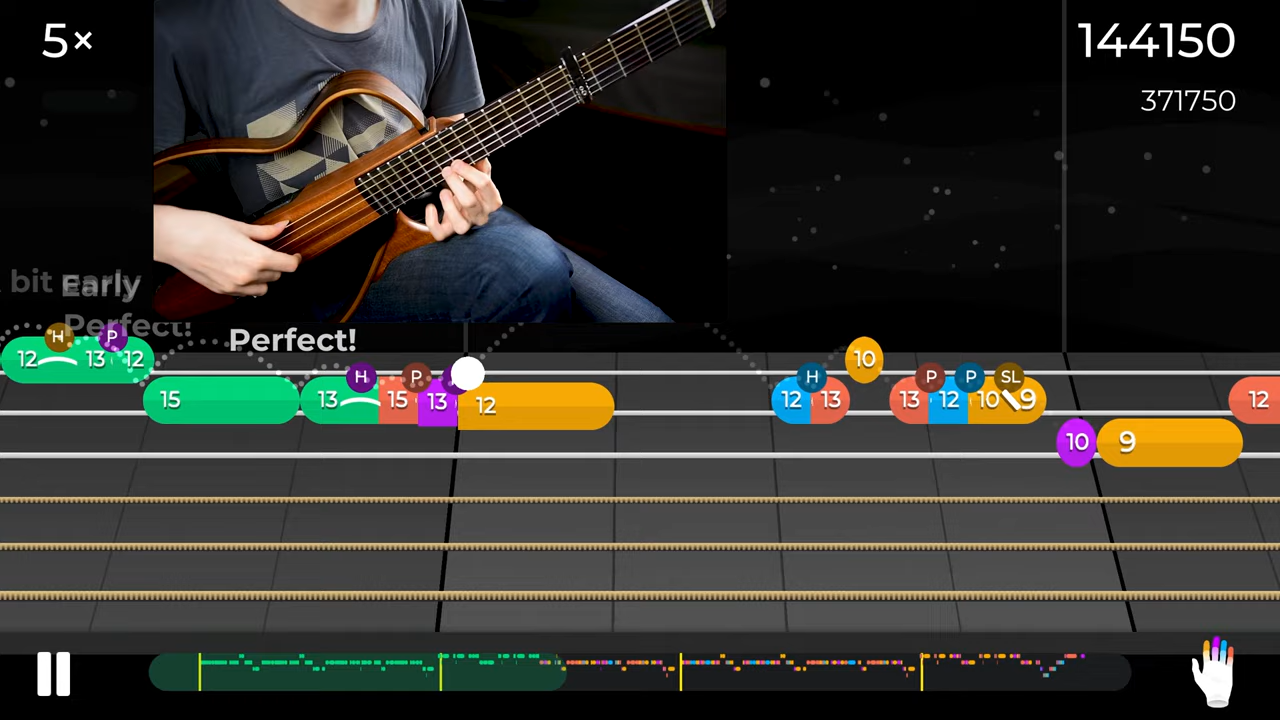 5×
144150
371750
bit
Early
Perfect!
Perfect!
H P
12 13 12
10
H P H P P SL
15 13 15 13 12 12 13 13 12 10 9 12
10 9